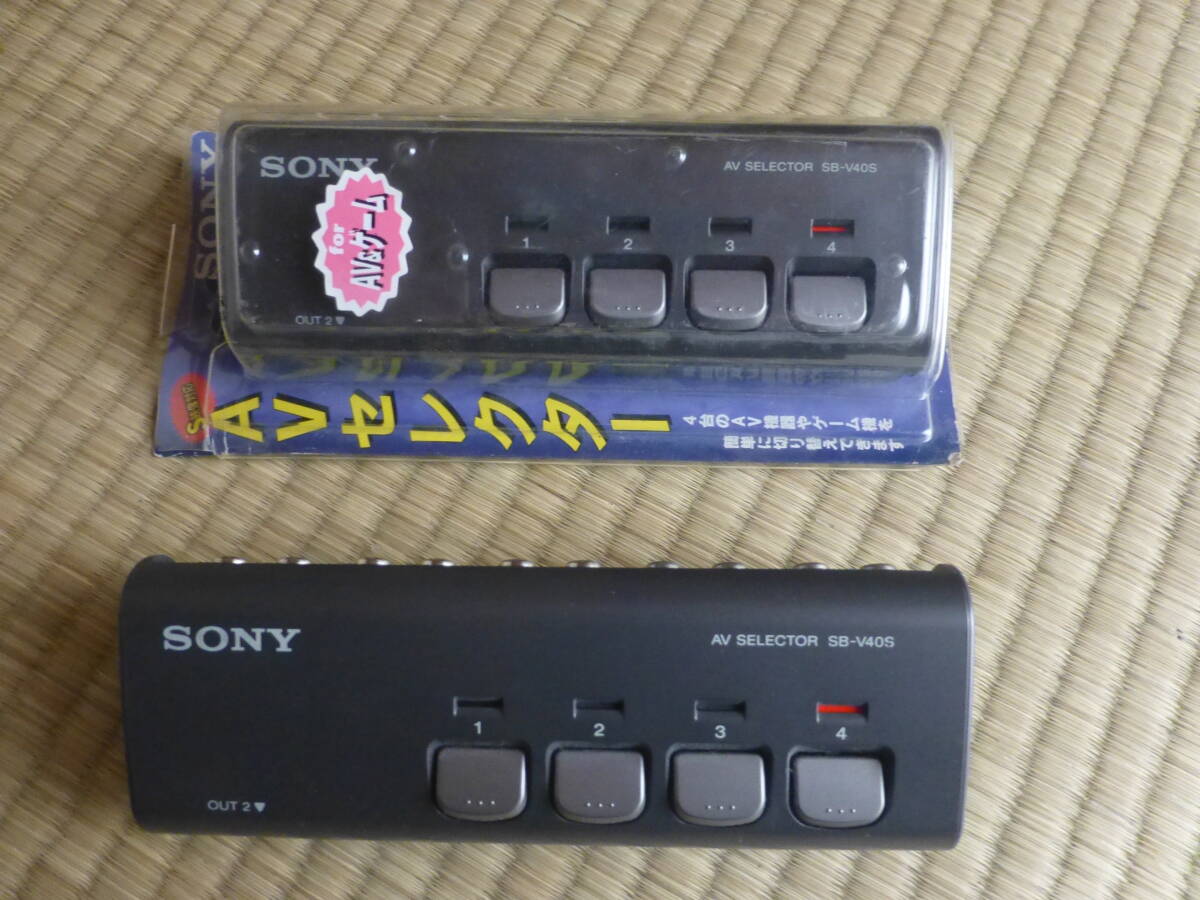 SONY
AV SELECTOR SB-V40S
SONY
for
AV&ゲーム
1 2 3 4
OUT 2▼
AVセレクター
4台のAV機器やゲーム機を
簡単に切り替えできます
SONY
AV SELECTOR SB-V40S
1 2 3 4
OUT 2▼